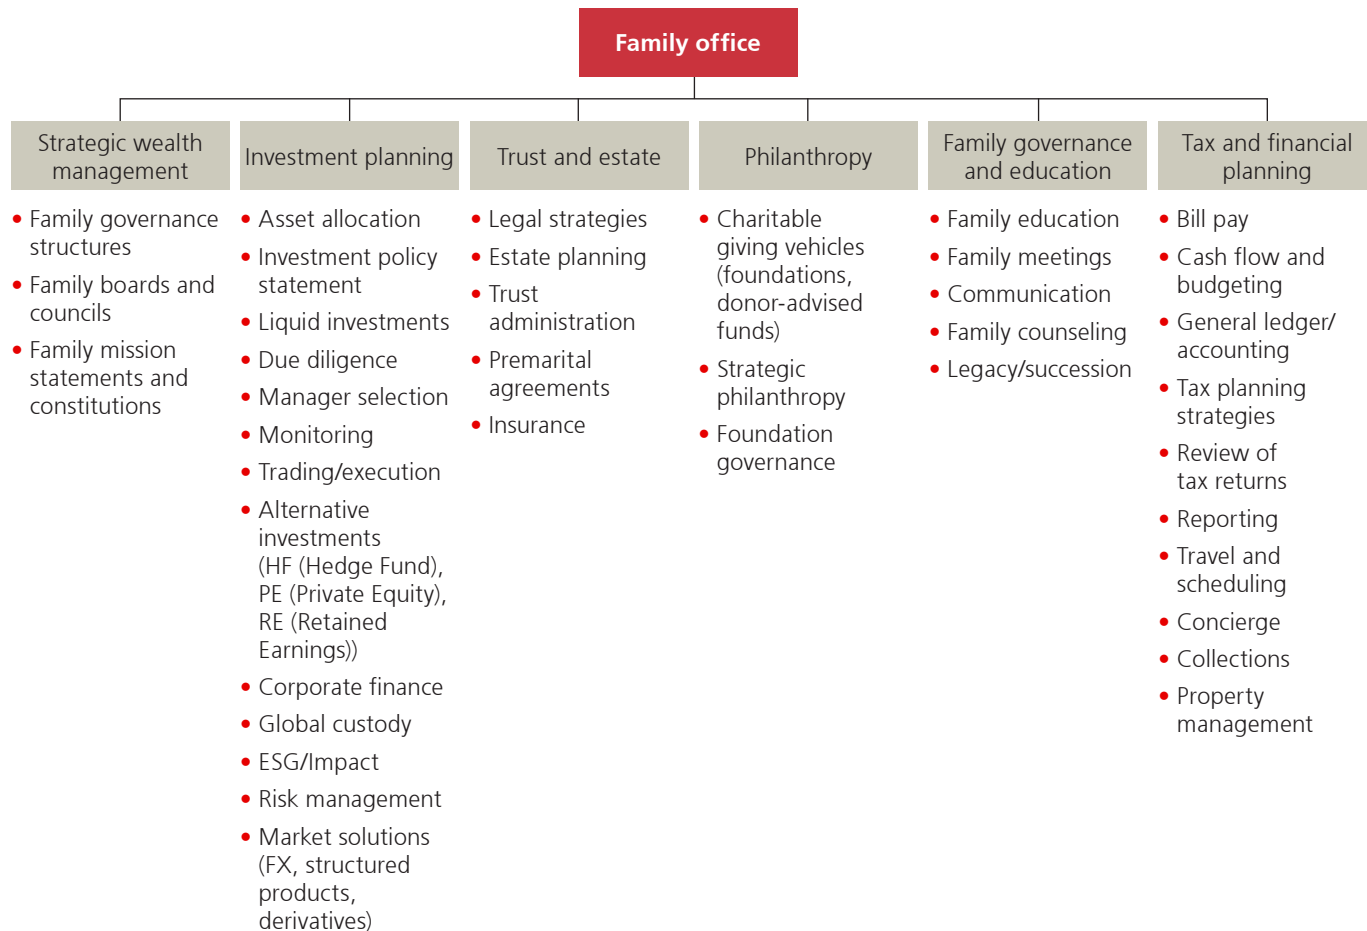 Family office
Strategic wealth
management
Family governance
structures
Family boards and
councils
Family mission
statements and
constitutions
Investment planning
Asset allocation
Investment policy
statement
Liquid investments
Due diligence
Manager selection
Monitoring
Trading/execution
Alternative
investments
(HF (Hedge Fund),
PE (Private Equity),
RE (Retained
Earnings))
Corporate finance
Global custody
ESG/Impact
Risk management
Market solutions
(FX, structured
products,
derivatives)
Trust and estate
Legal strategies
Estate planning
Trust
administration
Premarital
agreements
Insurance
Philanthropy
Charitable
giving vehicles
(foundations,
donor-advised
funds)
Strategic
philanthropy
Foundation
governance
Family governance
and education
Family education
Family meetings
Communication
Family counseling
Legacy/succession
Tax and financial
planning
Bill pay
Cash flow and
budgeting
General ledger/
accounting
Tax planning
strategies
Review of
tax returns
Reporting
Travel and
scheduling
Concierge
Collections
Property
management